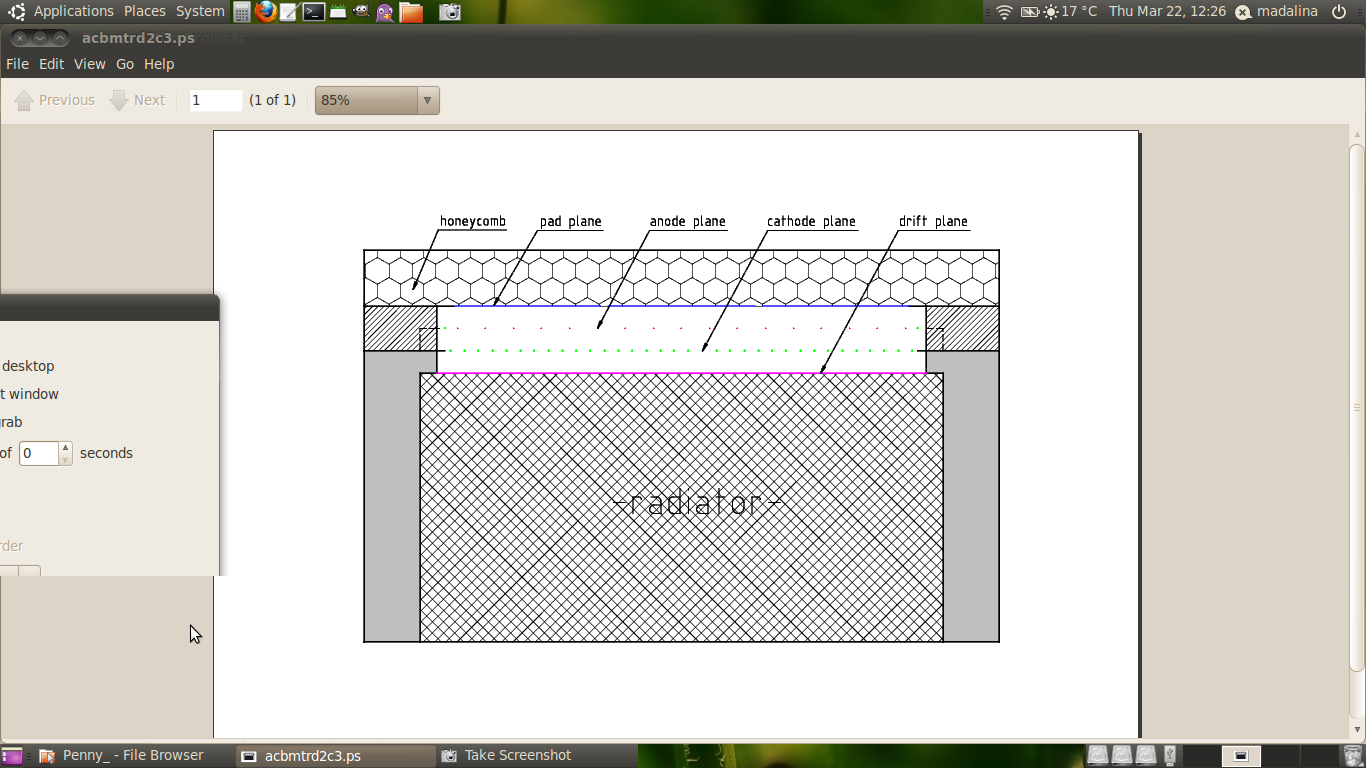 Applications Places System 17 °C Thu Mar 22, 12:26 madalina
acbmtrd2c3.ps
File Edit View Go Help
Previous Next 1 (1 of 1) 85%
honeycomb pad plane anode plane cathode plane drift plane
desktop
t window
rab
of 0 seconds
-radiator-
rder
Penny_ - File Browser acbmtrd2c3.ps Take Screenshot